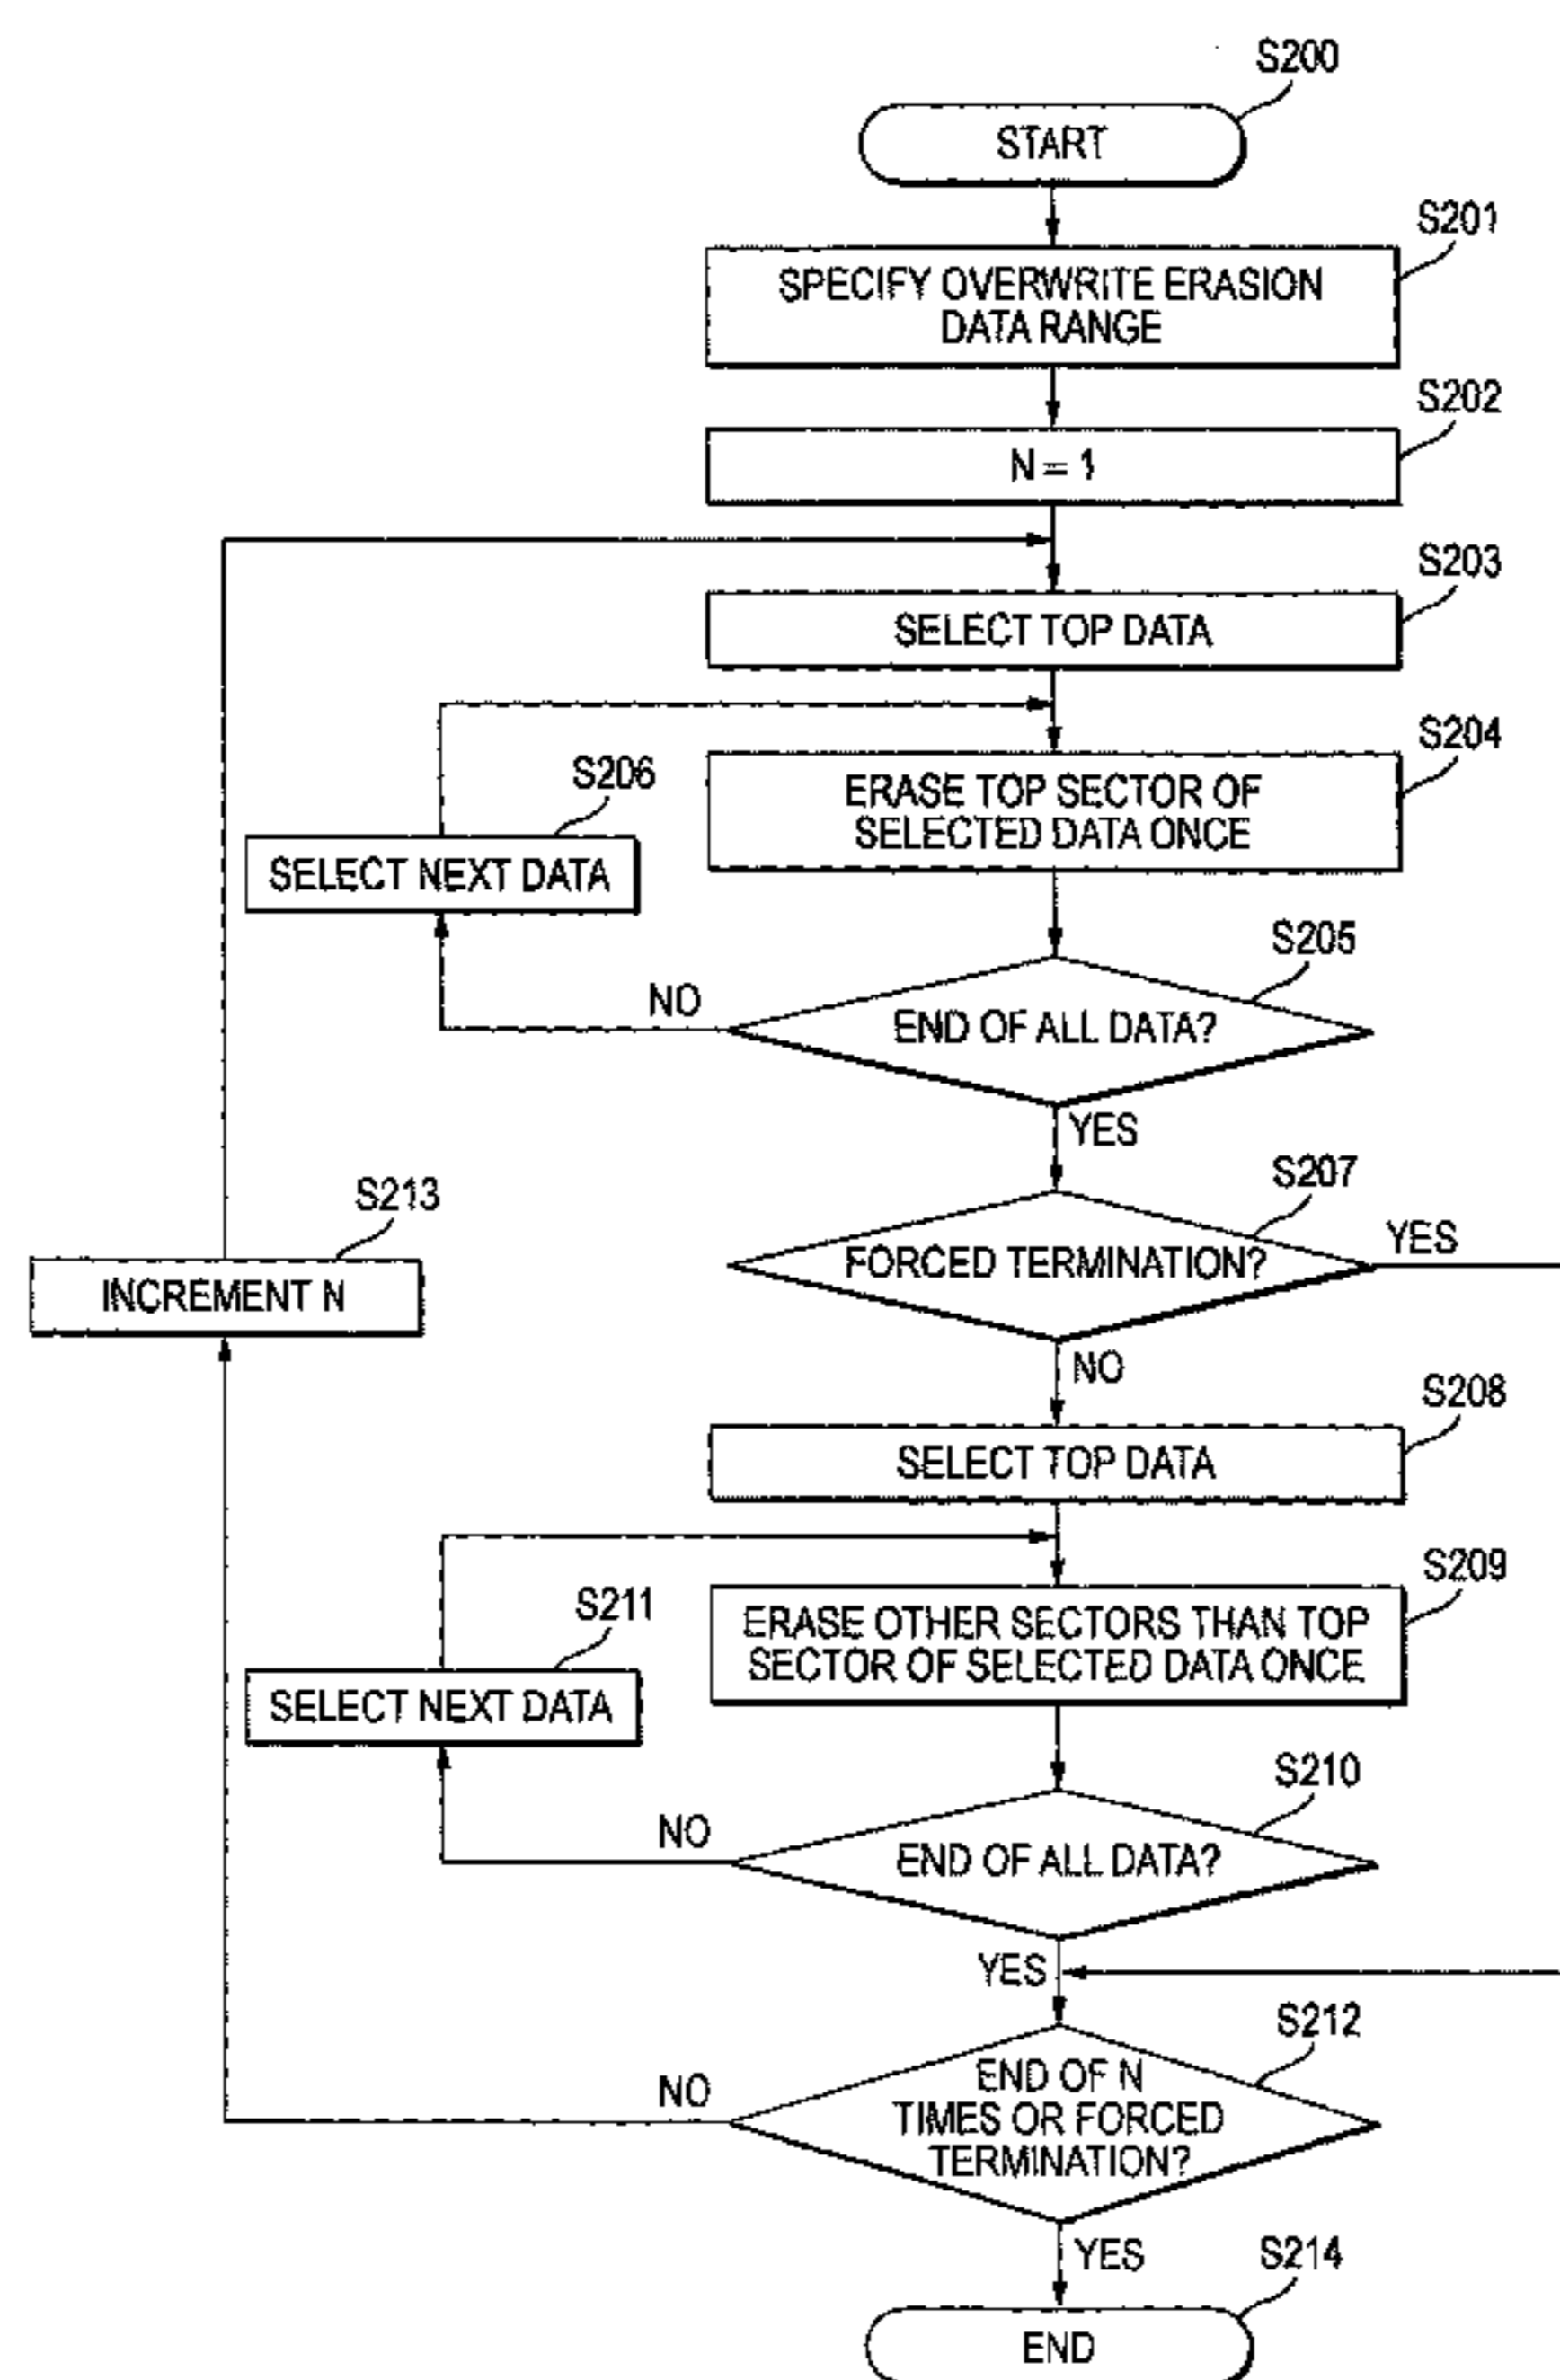 S200
START
S201
SPECIFY OVERWRITE ERASION
DATA RANGE
S202
N = 1
S203
SELECT TOP DATA
S204
ERASE TOP SECTOR OF
SELECTED DATA ONCE
S206
SELECT NEXT DATA
S205
NO
END OF ALL DATA?
YES
S207
FORCED TERMINATION?
YES
S213
INCREMENT N
NO
S208
SELECT TOP DATA
S209
ERASE OTHER SECTORS THAN TOP
SECTOR OF SELECTED DATA ONCE
S211
SELECT NEXT DATA
S210
NO
END OF ALL DATA?
YES
S212
NO
END OF N
TIMES OR FORCED
TERMINATION?
YES
S214
END